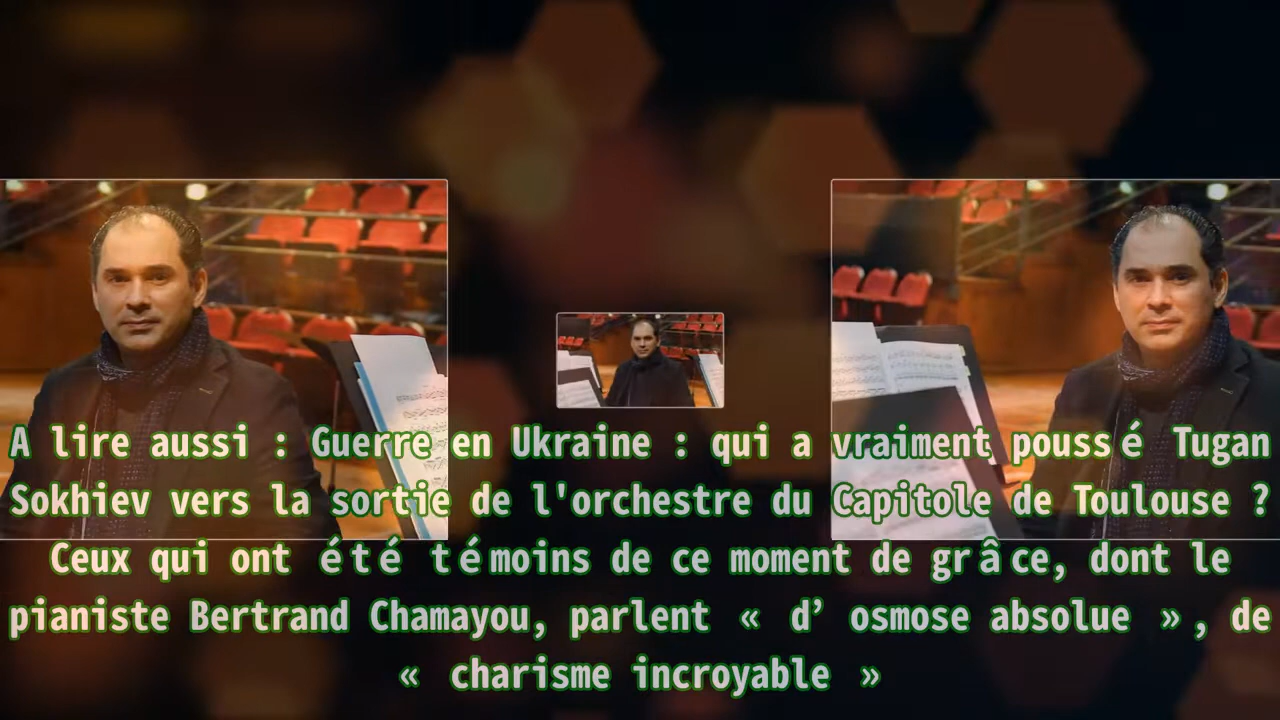 A lire aussi : Guerre en Ukraine : qui a vraiment poussé Tugan
Sokhiev vers la sortie de l'orchestre du Capitole de Toulouse ?
Ceux qui ont été témoins de ce moment de grâce, dont le
pianiste Bertrand Chamayou, parlent « d’ osmose absolue », de
« charisme incroyable »